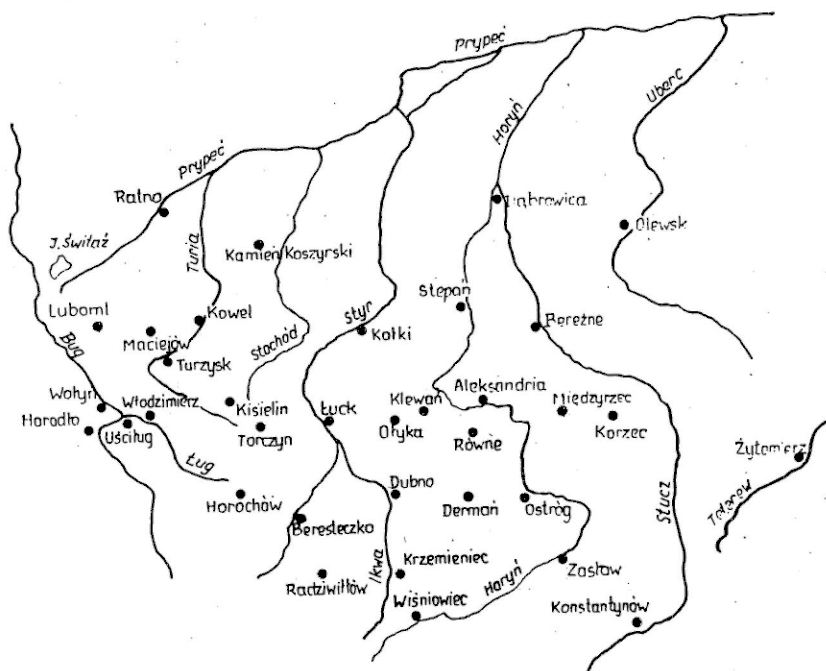 Prypeć
Horyń
Uberc
Prypeć
Ratno
Dąbrowica
Olewsk
J. Świtaź
Turia
Kamień Koszyrski
Stepań
Luboml
Kowel
Styr
Kołki
Bereźne
Bug
Maciejów
Stochód
Turzysk
Wołyń
Włodzimierz
Kisielin
Łuck
Klewań
Aleksandria
Międzyrzec
Horodło
Uściług
Torczyn
Ołyka
Równe
Korzec
Żytomierz
Ług
Horochów
Dubno
Dermań
Ostróg
Słucz
Teterew
Beresteczko
Radziwiłłów
Ikwa
Krzemieniec
Horyń
Zasław
Wiśniowiec
Konstantynów